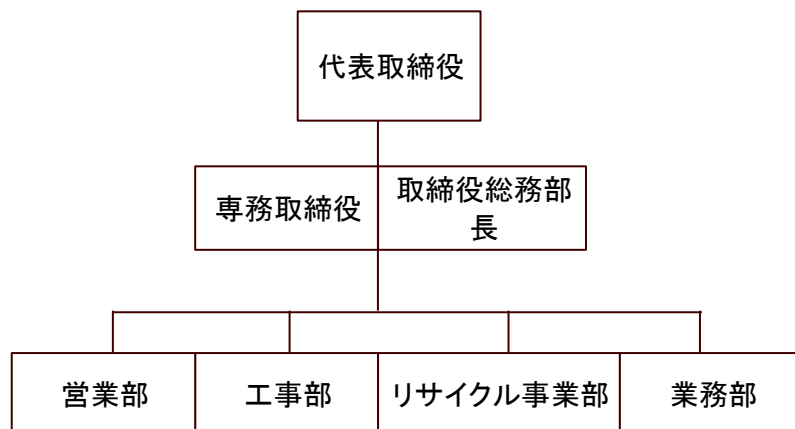 代表取締役
専務取締役
取締役総務部
長
営業部
工事部
リサイクル事業部
業務部